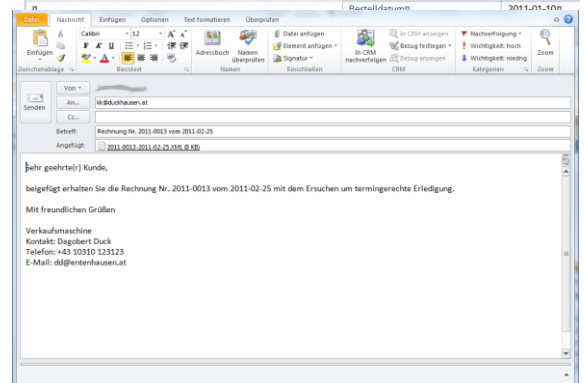 Bestelldatum¤ 2011-01-10¤
Datei Nachricht Einfügen Optionen Text formatieren Überprüfen
Calibri 12
Einfügen
F K U
Adressbuch Namen überprüfen
Datei anfügen
Element anfügen
Signatur
In CRM nachverfolgen
In CRM anzeigen
Bezug festlegen
Bezug anzeigen
Nachverfolgung
Wichtigkeit: hoch
Wichtigkeit: niedrig
Zoom
Zwischenablage Basistext Namen Einschließen CRM Kategorien Zoom
Senden
Von
An... kk@duckhausen.at
Cc...
Betreff: Rechnung Nr. 2011-0013 vom 2011-02-25
Angefügt: 2011-0013-2011-02-25.XML (8 KB)
Sehr geehrte(r) Kunde,
beigefügt erhalten Sie die Rechnung Nr. 2011-0013 vom 2011-02-25 mit dem Ersuchen um termingerechte Erledigung.
Mit freundlichen Grüßen
Verkaufsmaschine
Kontakt: Dagobert Duck
Telefon: +43 10310 123123
E-Mail: dd@entenhausen.at